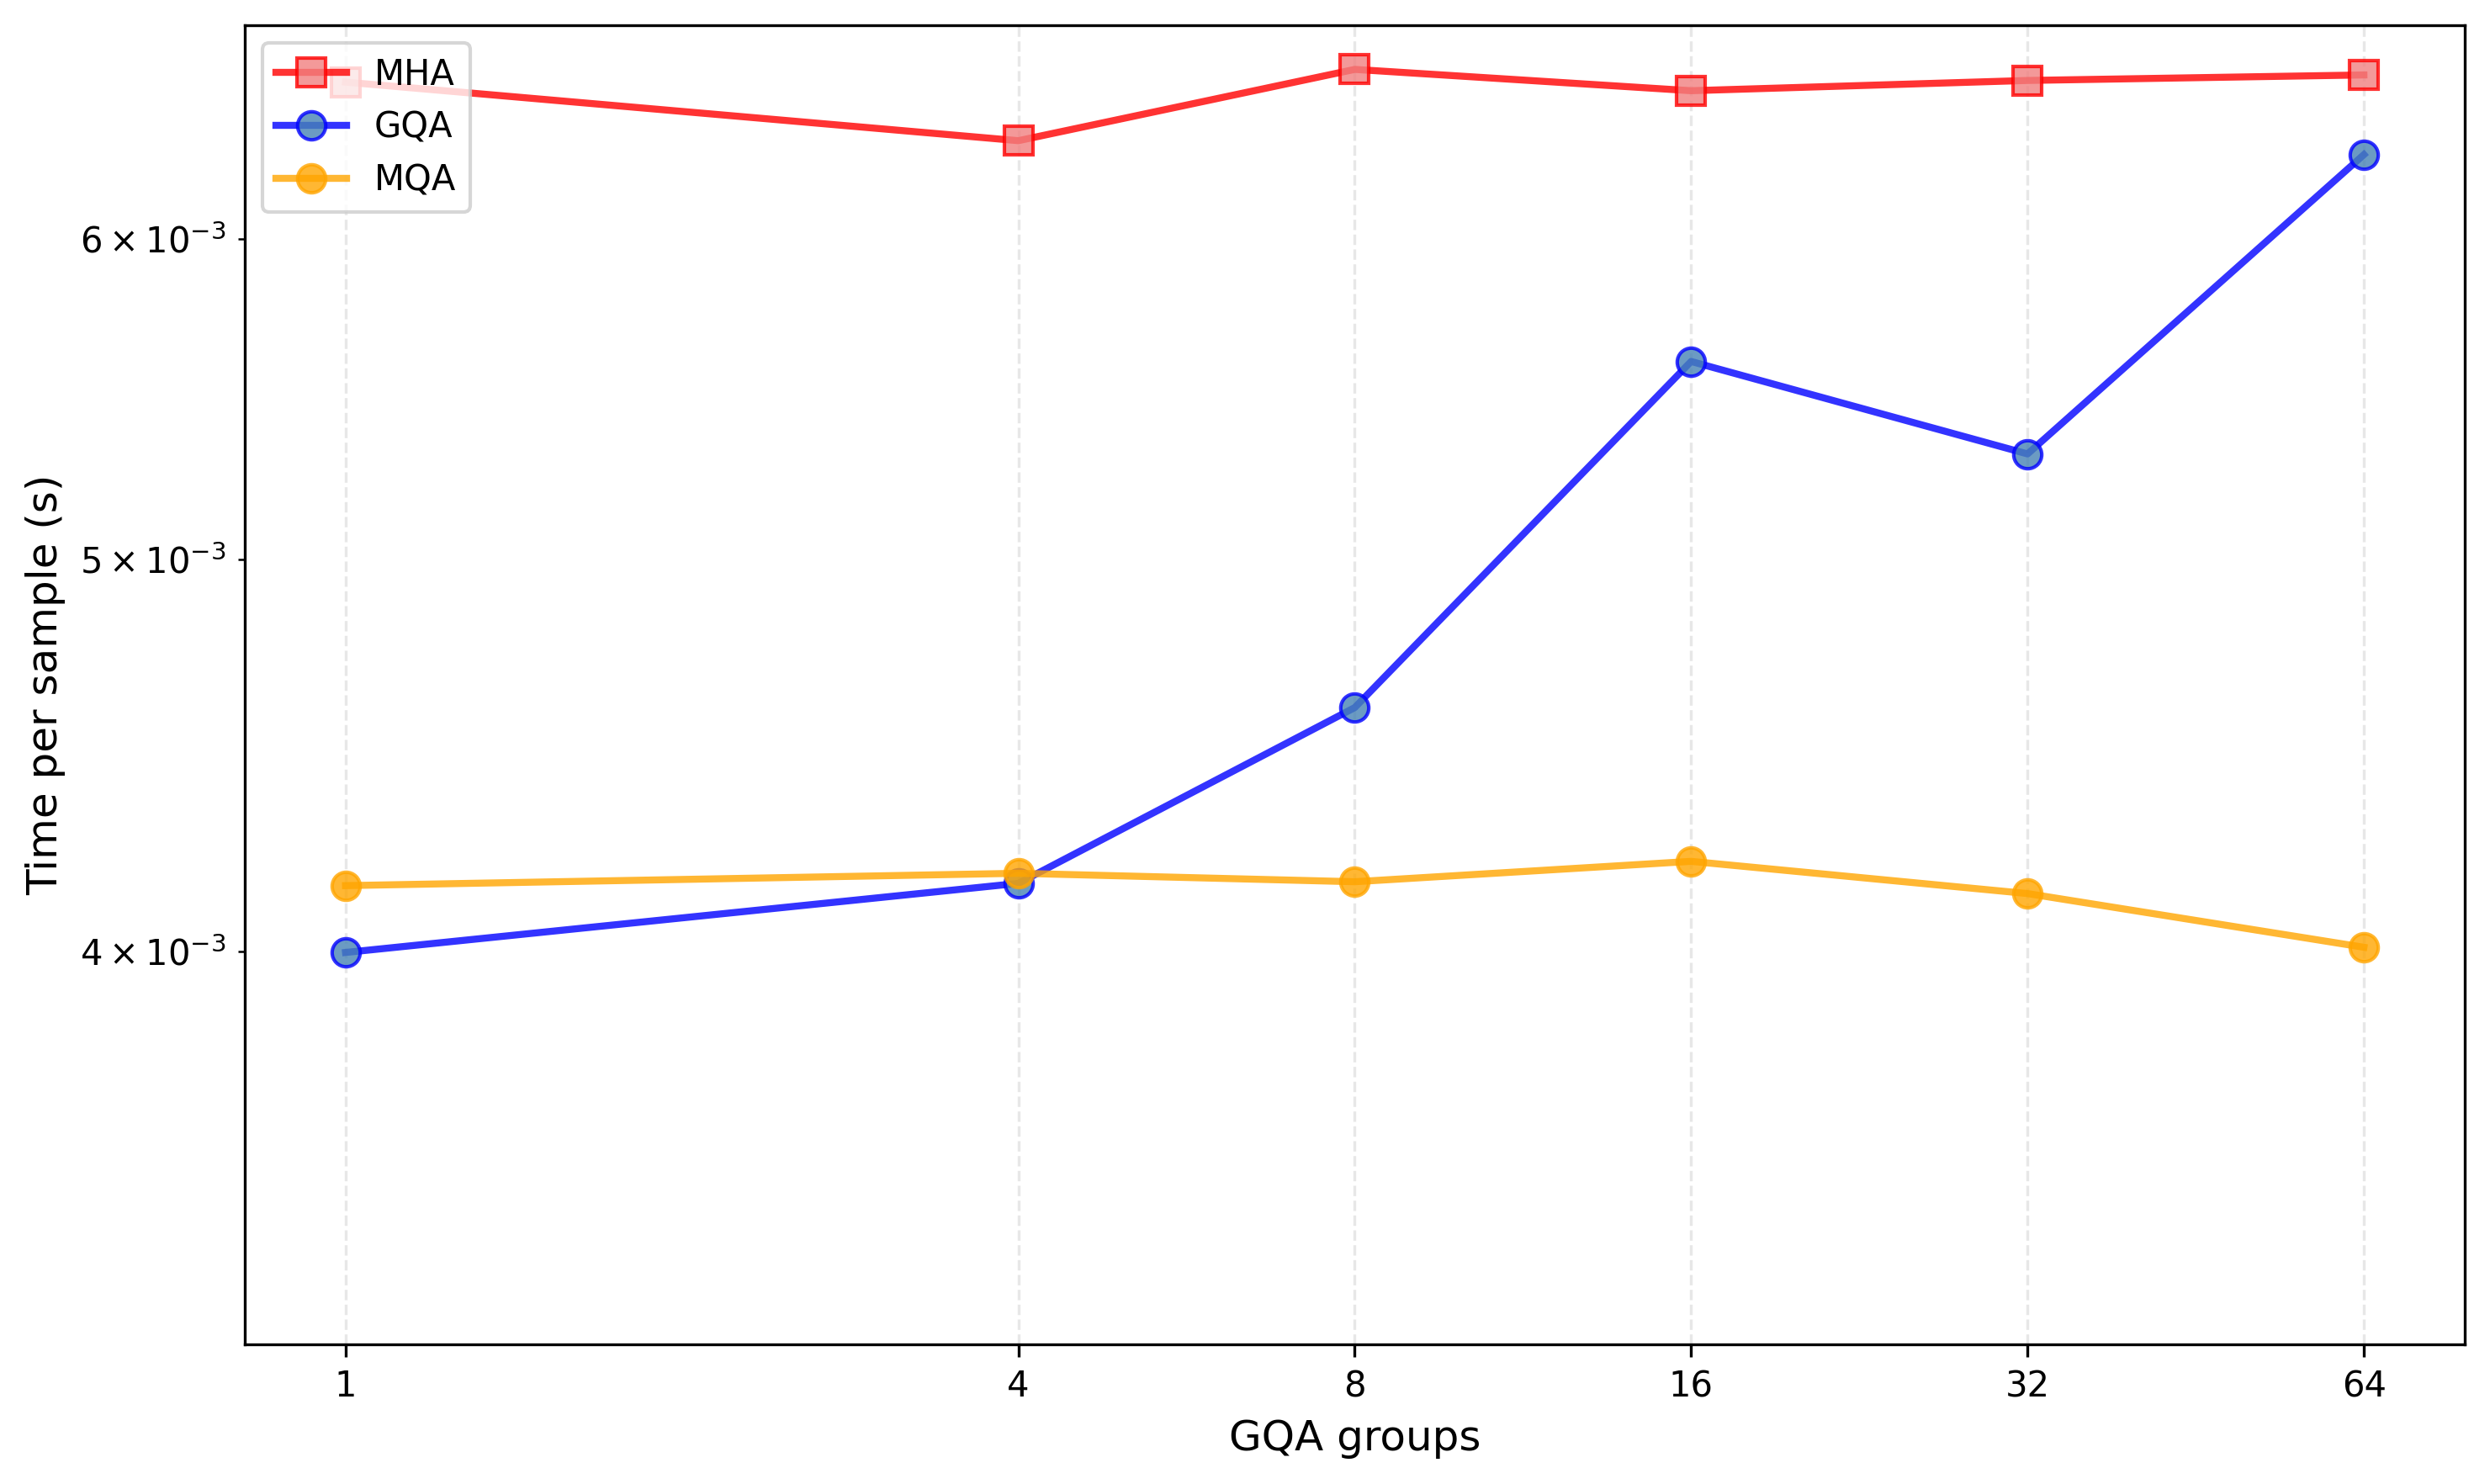 MHA
GQA
MQA
6×10⁻³
5×10⁻³
4×10⁻³
Time per sample (s)
1 4 8 16 32 64
GQA groups